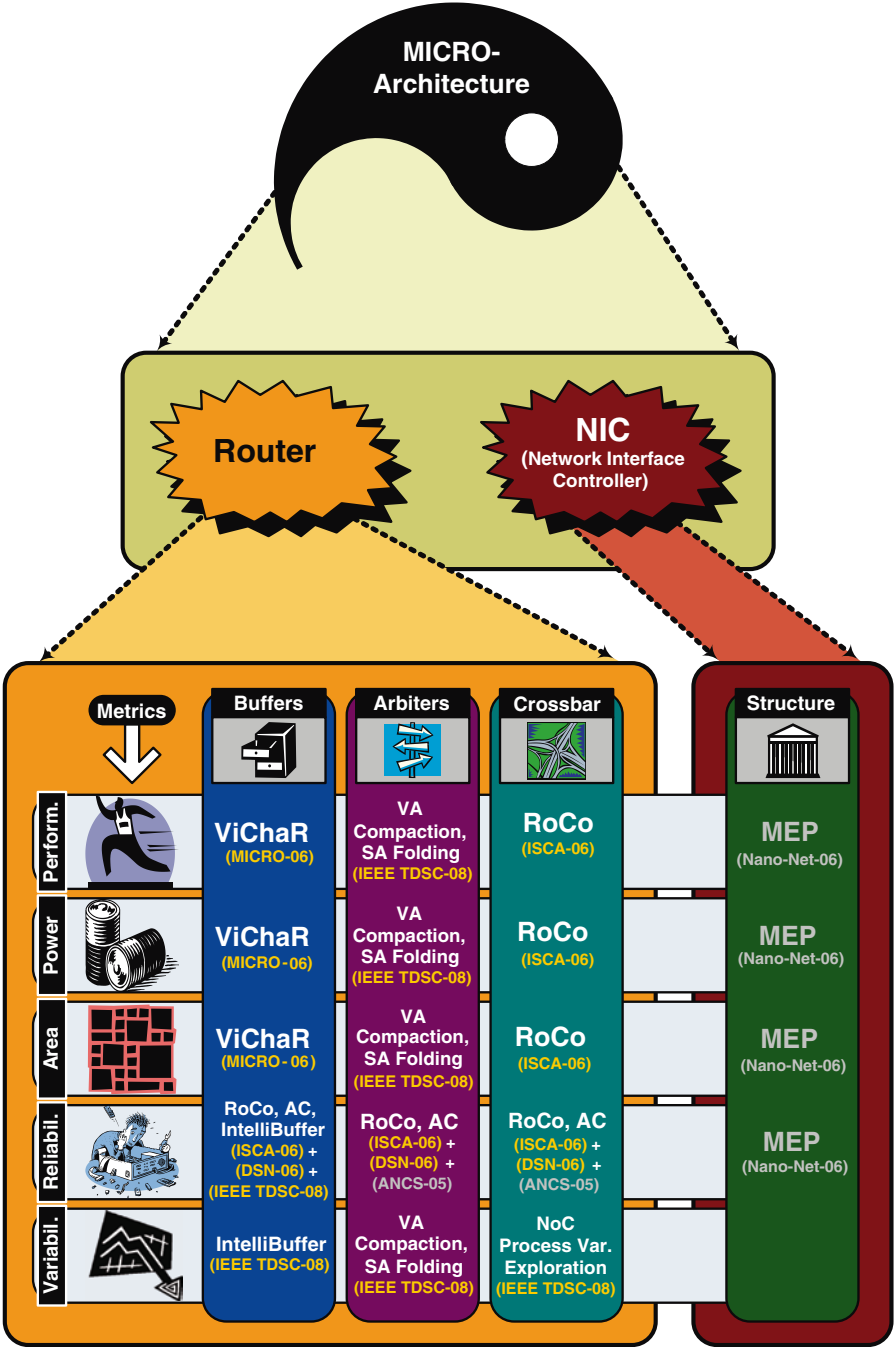 MICRO-
Architecture
Router
NIC
(Network Interface
Controller)
Metrics
Buffers
Arbiters
Crossbar
Structure
Perform.
ViChaR
(MICRO-06)
VA
Compaction,
SA Folding
(IEEE TDSC-08)
RoCo
(ISCA-06)
MEP
(Nano-Net-06)
Power
ViChaR
(MICRO-06)
VA
Compaction,
SA Folding
(IEEE TDSC-08)
RoCo
(ISCA-06)
MEP
(Nano-Net-06)
Area
ViChaR
(MICRO-06)
VA
Compaction,
SA Folding
(IEEE TDSC-08)
RoCo
(ISCA-06)
MEP
(Nano-Net-06)
Reliabil.
RoCo, AC,
IntelliBuffer
(ISCA-06) +
(DSN-06) +
(IEEE TDSC-08)
RoCo, AC
(ISCA-06) +
(DSN-06) +
(ANCS-05)
RoCo, AC
(ISCA-06) +
(DSN-06) +
(ANCS-05)
MEP
(Nano-Net-06)
Variabil.
IntelliBuffer
(IEEE TDSC-08)
VA
Compaction,
SA Folding
(IEEE TDSC-08)
NoC
Process Var.
Exploration
(IEEE TDSC-08)